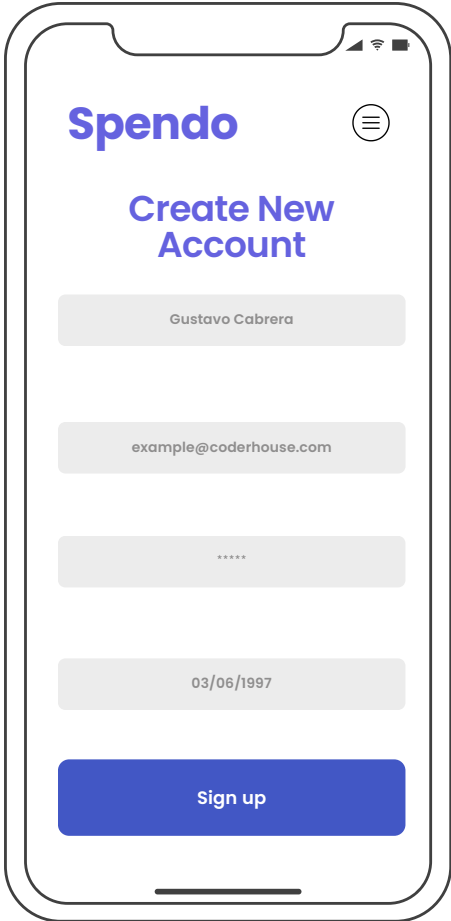 Spendo
Create New
Account
Gustavo Cabrera
example@coderhouse.com
*****
03/06/1997
Sign up